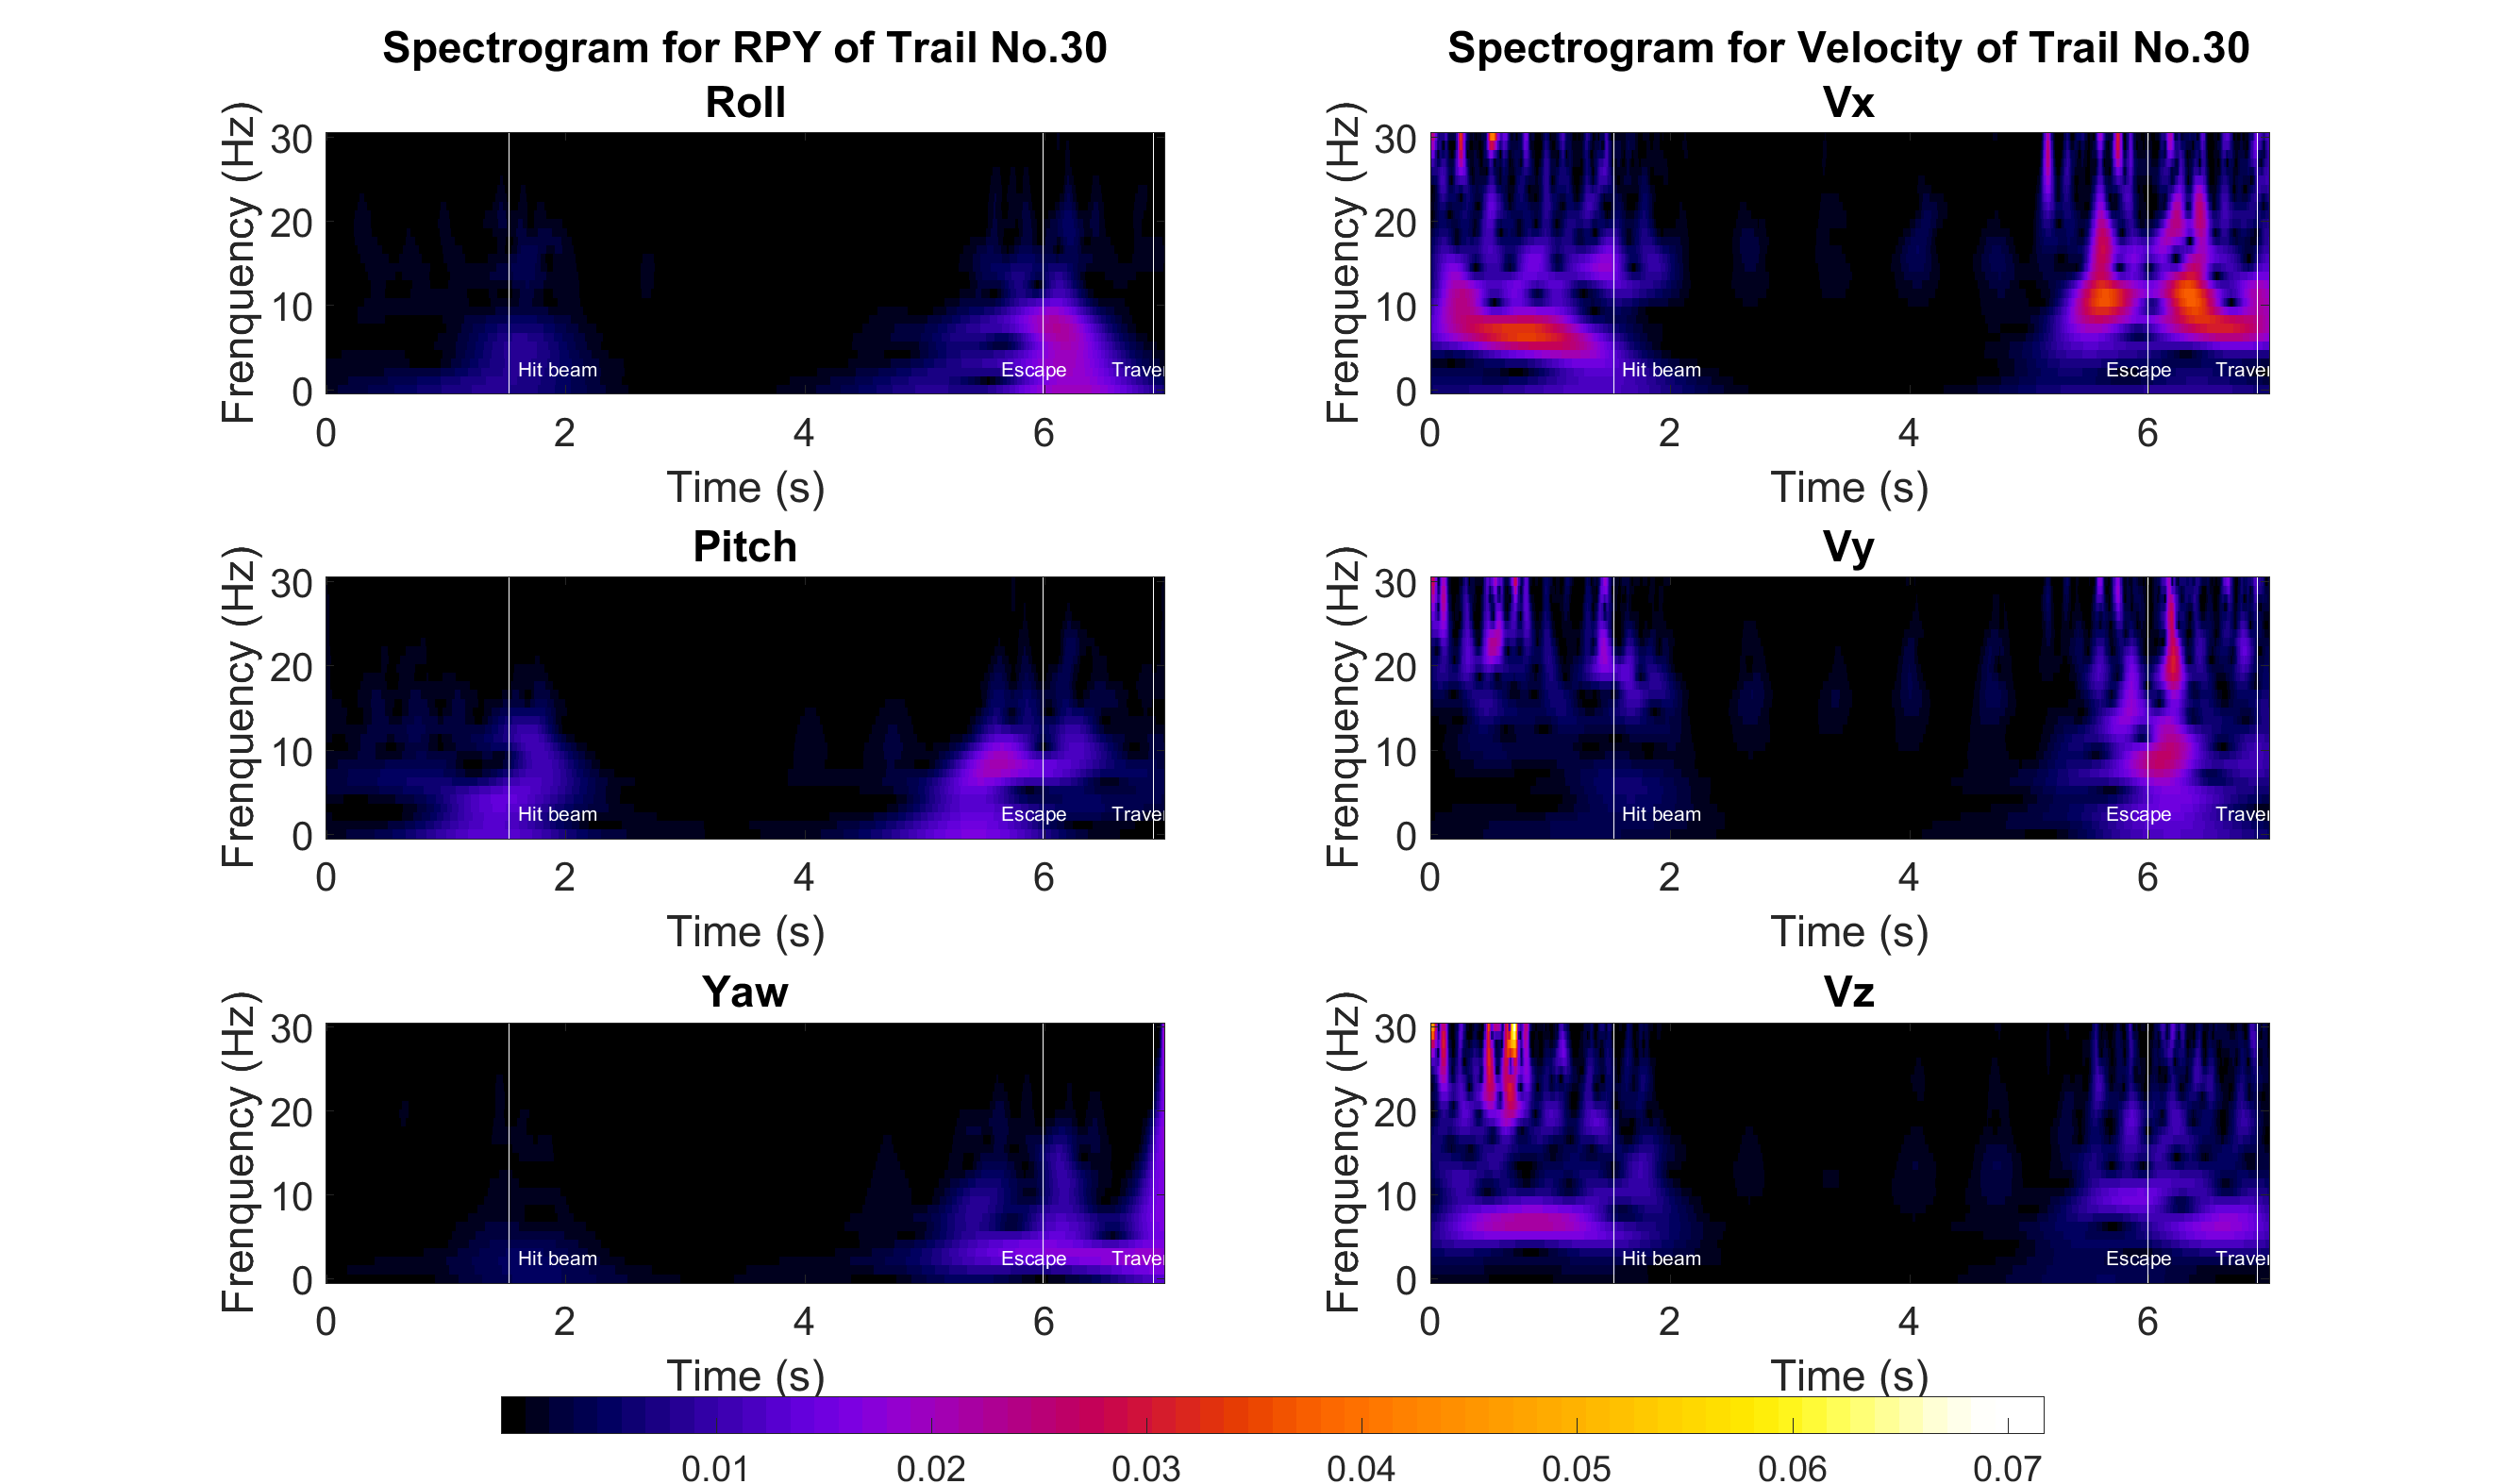 Spectrogram for RPY of Trail No.30
Roll
Frenquency (Hz)
30
20
10
0
Hit beam
Escape
Traver
0 2 4 6
Time (s)
Pitch
Frenquency (Hz)
30
20
10
0
Hit beam
Escape
Traver
0 2 4 6
Time (s)
Yaw
Frenquency (Hz)
30
20
10
0
Hit beam
Escape
Traver
0 2 4 6
Time (s)
Spectrogram for Velocity of Trail No.30
Vx
Frenquency (Hz)
30
20
10
0
Hit beam
Escape
Traver
0 2 4 6
Time (s)
Vy
Frenquency (Hz)
30
20
10
0
Hit beam
Escape
Traver
0 2 4 6
Time (s)
Vz
Frenquency (Hz)
30
20
10
0
Hit beam
Escape
Traver
0 2 4 6
Time (s)
0.01 0.02 0.03 0.04 0.05 0.06 0.07